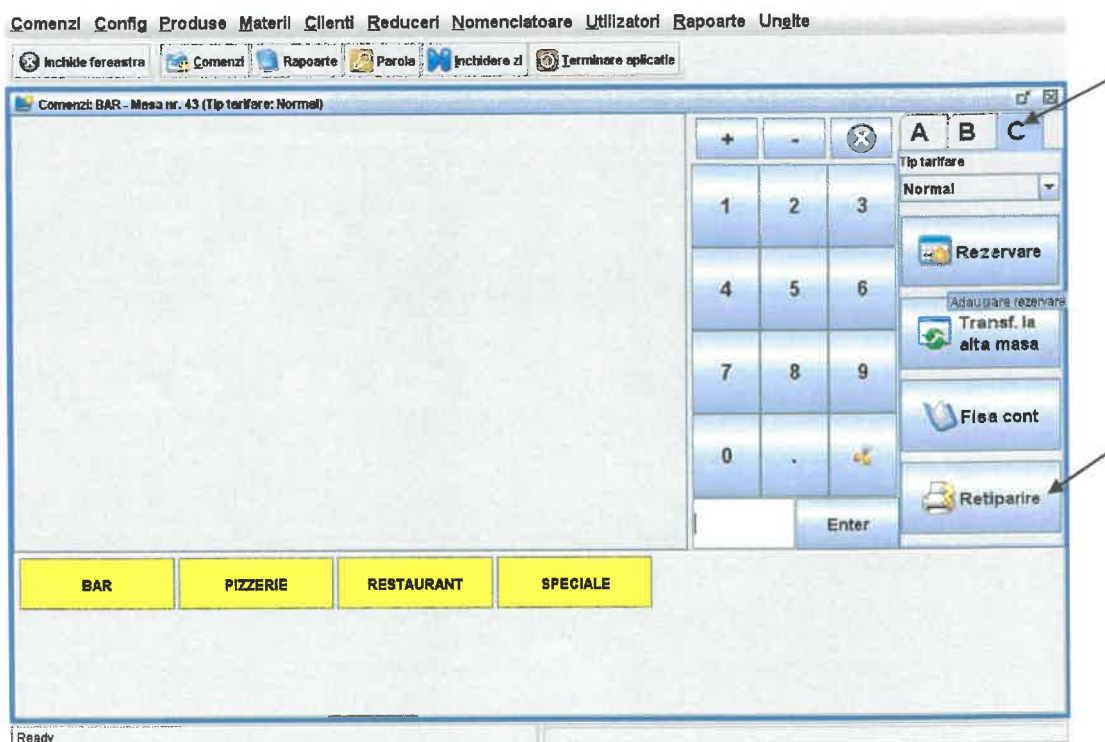 Comenzi Config Produse Materii Clienti Reduceri Nomenclatoare Utilizatori Rapoarte Unelte
Inchide fereastra Comenzi Rapoarte Parola Inchidere zi Terminare aplicatie
Comenzi: BAR - Mesa nr. 43 (Tip tarifare: Normal)
+ - A B C
Tip tarifare
Normal
1 2 3
Rezervare
4 5 6
Adaugare rezervare
Transf. la
alta masa
7 8 9
Fisa cont
0 .
Retiparire
Enter
BAR PIZZERIE RESTAURANT SPECIALE
Ready